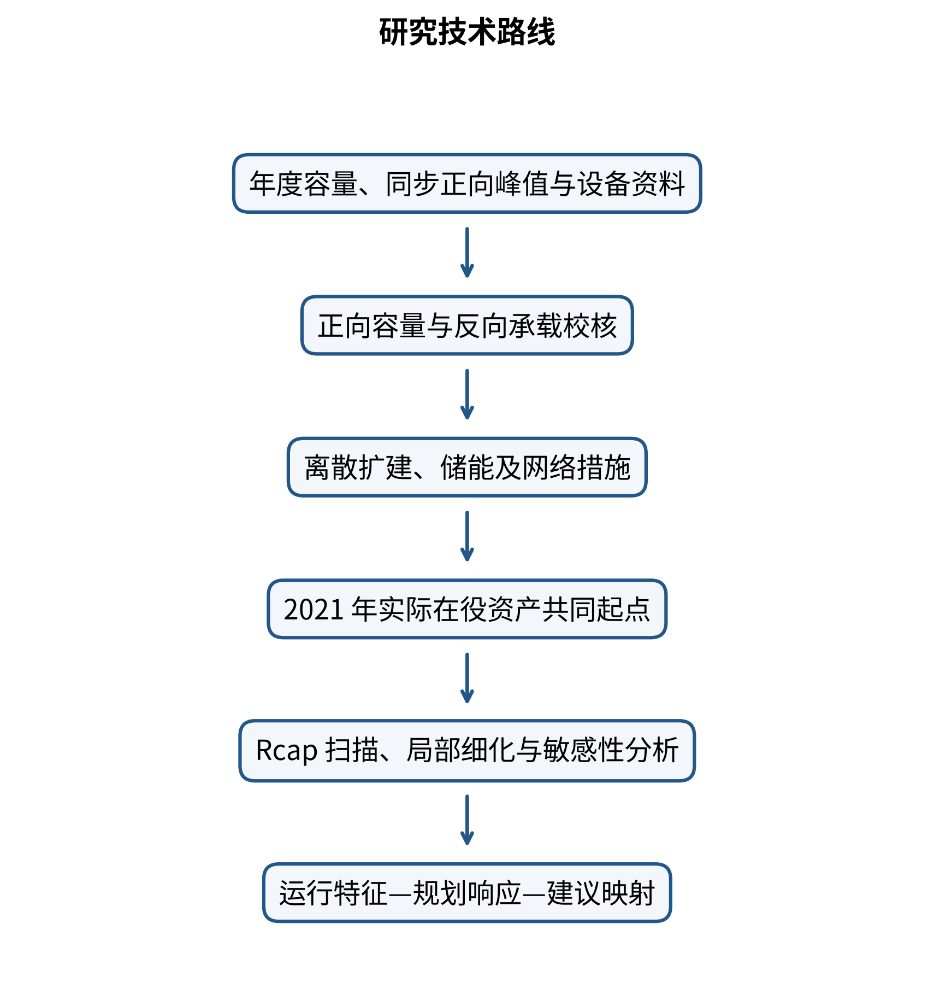 研究技术路线
年度容量、同步正向峰值与设备资料
正向容量与反向承载校核
离散扩建、储能及网络措施
2021 年实际在役资产共同起点
Rcap 扫描、局部细化与敏感性分析
运行特征—规划响应—建议映射